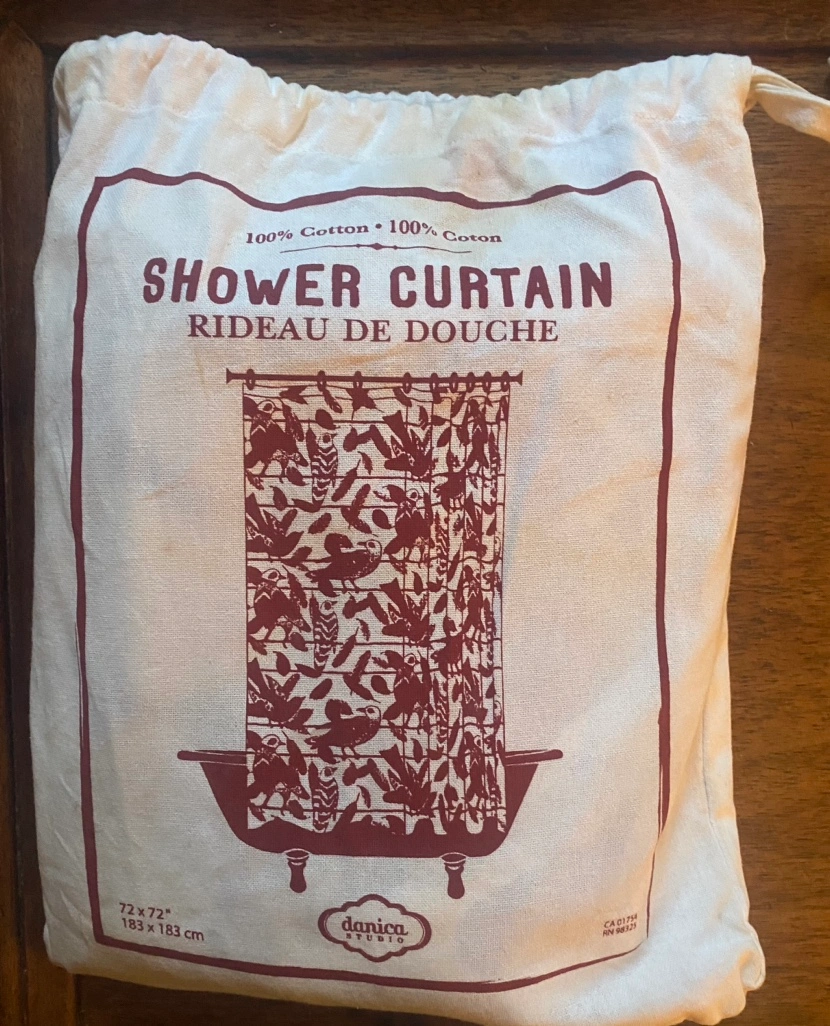 100% Cotton • 100% Coton
SHOWER CURTAIN
RIDEAU DE DOUCHE
72 x 72"
183 x 183 cm
danica
STUDIO
CA 01754
RN 98325